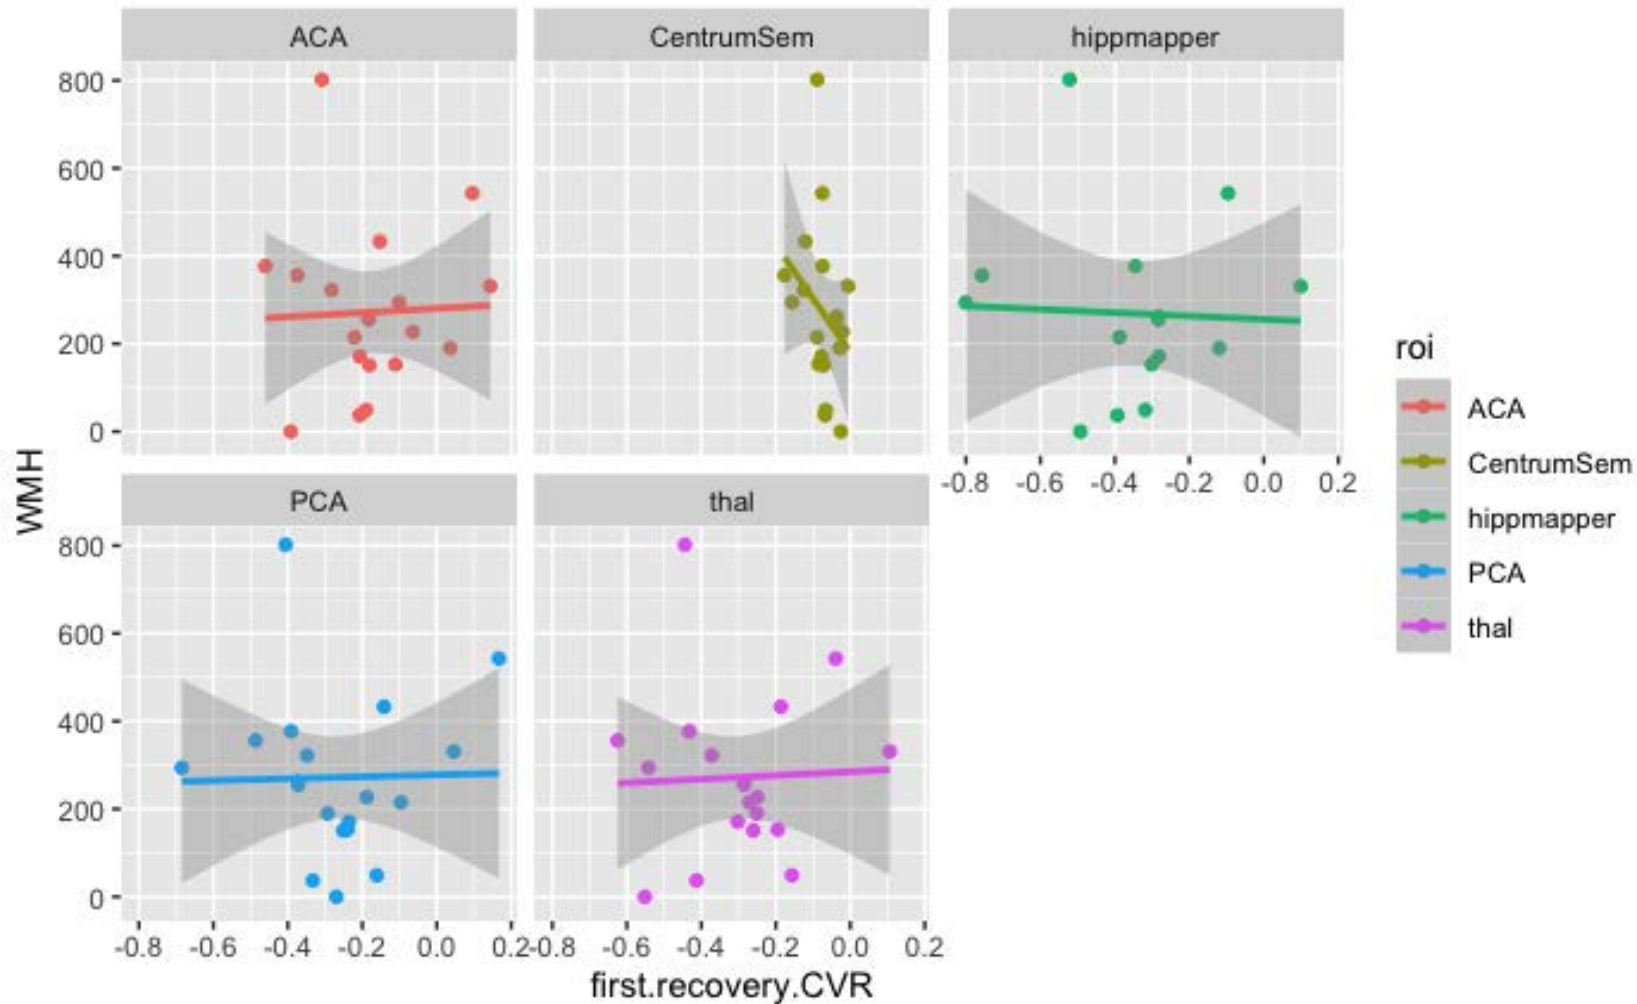 ACA CentrumSem hippmapper
800
600
400
200
0
-0.8 -0.6 -0.4 -0.2 0.0 0.2
PCA thal
800
600
400
200
0
-0.8 -0.6 -0.4 -0.2 0.0 0.2 -0.8 -0.6 -0.4 -0.2 0.0 0.2
first.recovery.CVR
WMH
roi
ACA
CentrumSem
hippmapper
PCA
thal